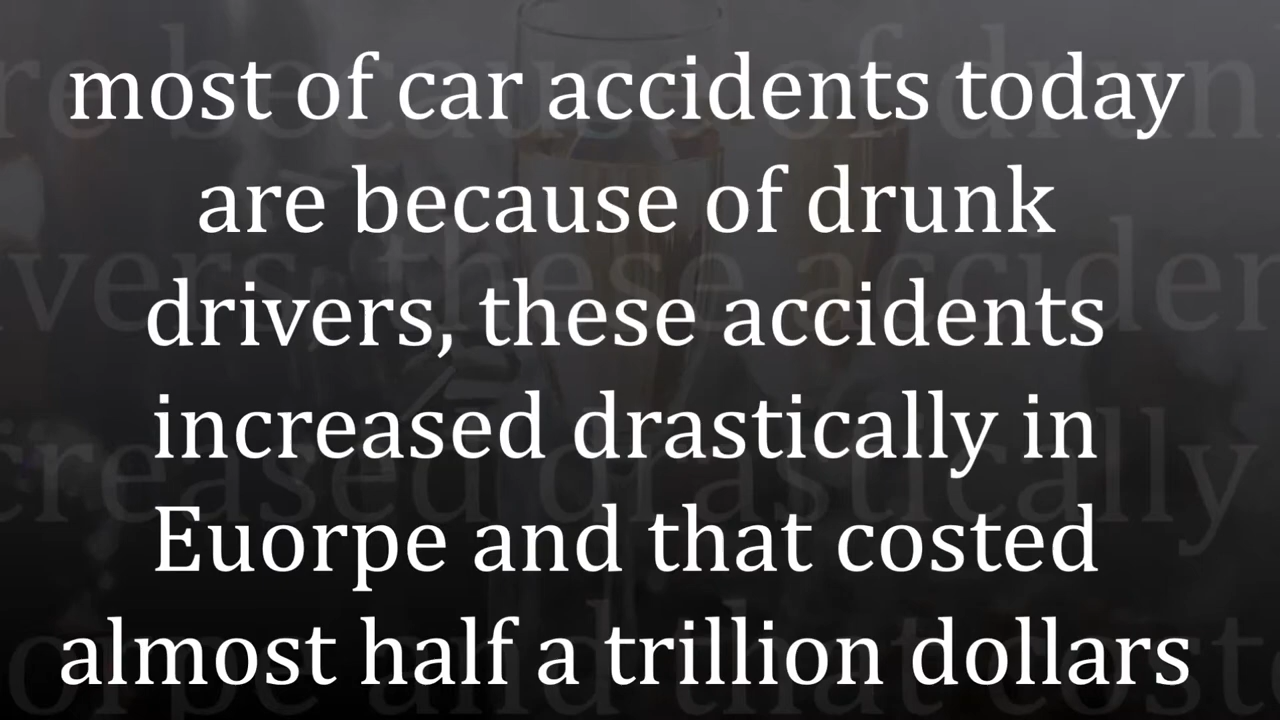 most of car accidents today
are because of drunk
drivers, these accidents
increased drastically in
Euorpe and that costed
almost half a trillion dollars